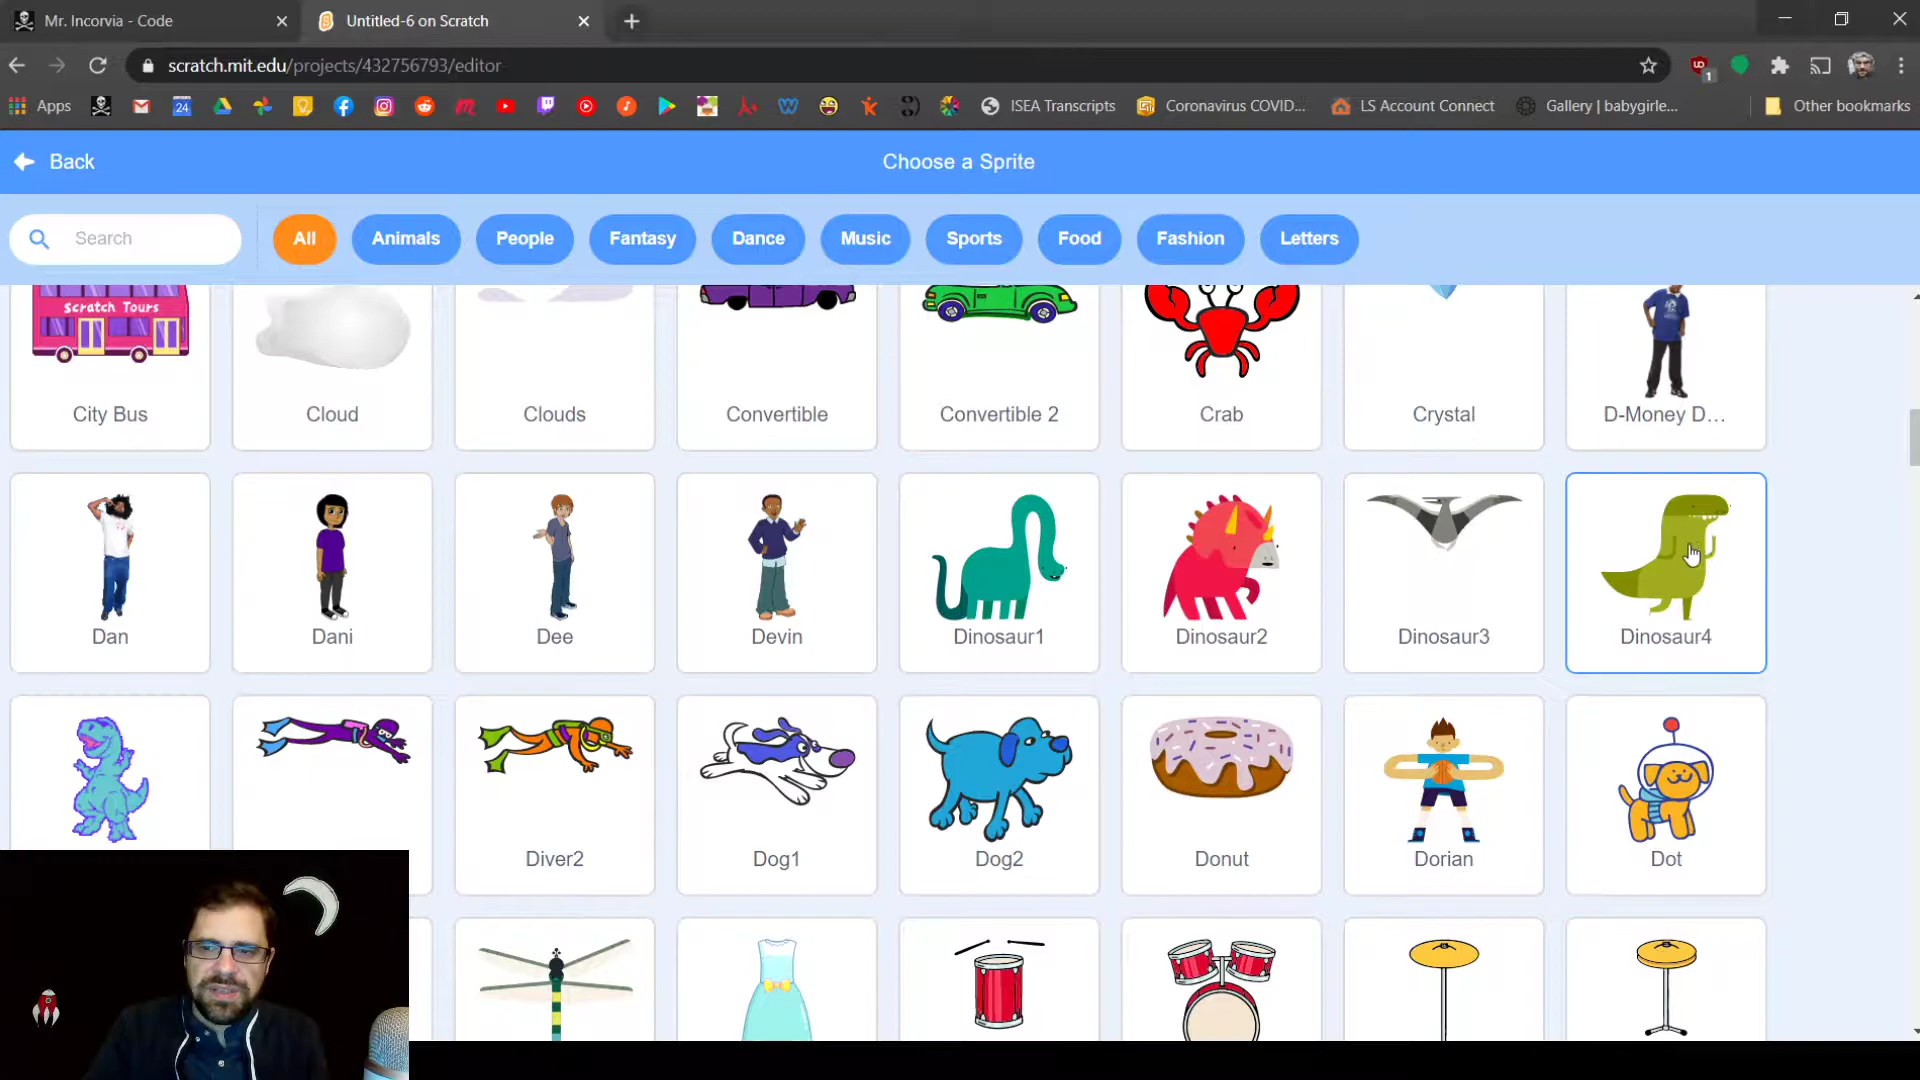 Mr. Incorvia - Code
Untitled-6 on Scratch
scratch.mit.edu/projects/432756793/editor
1
Apps
24
ISEA Transcripts
Coronavirus COVID...
LS Account Connect
Gallery | babygirle...
Other bookmarks
Back
Choose a Sprite
Search
All
Animals
People
Fantasy
Dance
Music
Sports
Food
Fashion
Letters
Scratch Tours
City Bus
Cloud
Clouds
Convertible
Convertible 2
Crab
Crystal
D-Money D...
Dan
Dani
Dee
Devin
Dinosaur1
Dinosaur2
Dinosaur3
Dinosaur4
Diver2
Dog1
Dog2
Donut
Dorian
Dot